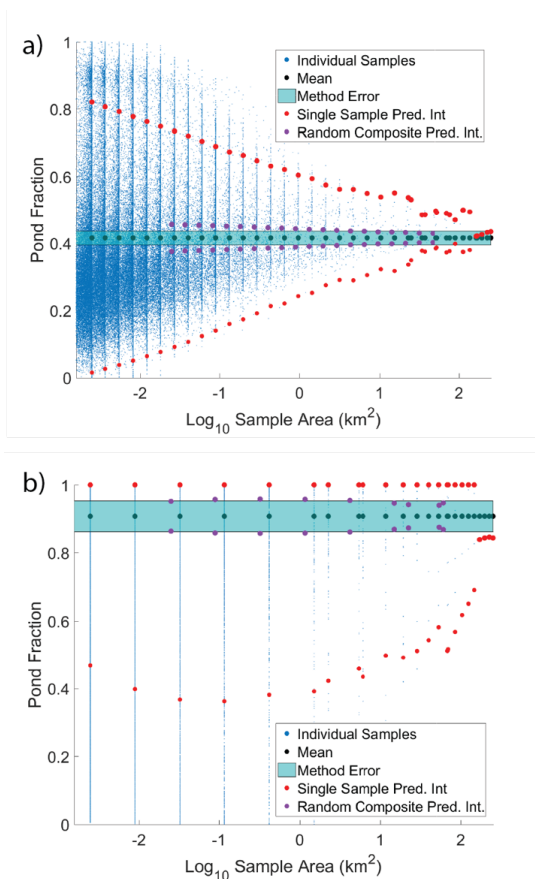 a)
1
0.8
0.6
0.4
0.2
0
Pond Fraction
Individual Samples
Mean
Method Error
Single Sample Pred. Int
Random Composite Pred. Int.
-2 -1 0 1 2
Log10 Sample Area (km2)
b)
1
0.8
0.6
0.4
0.2
0
Pond Fraction
Individual Samples
Mean
Method Error
Single Sample Pred. Int
Random Composite Pred. Int.
-2 -1 0 1 2
Log10 Sample Area (km2)